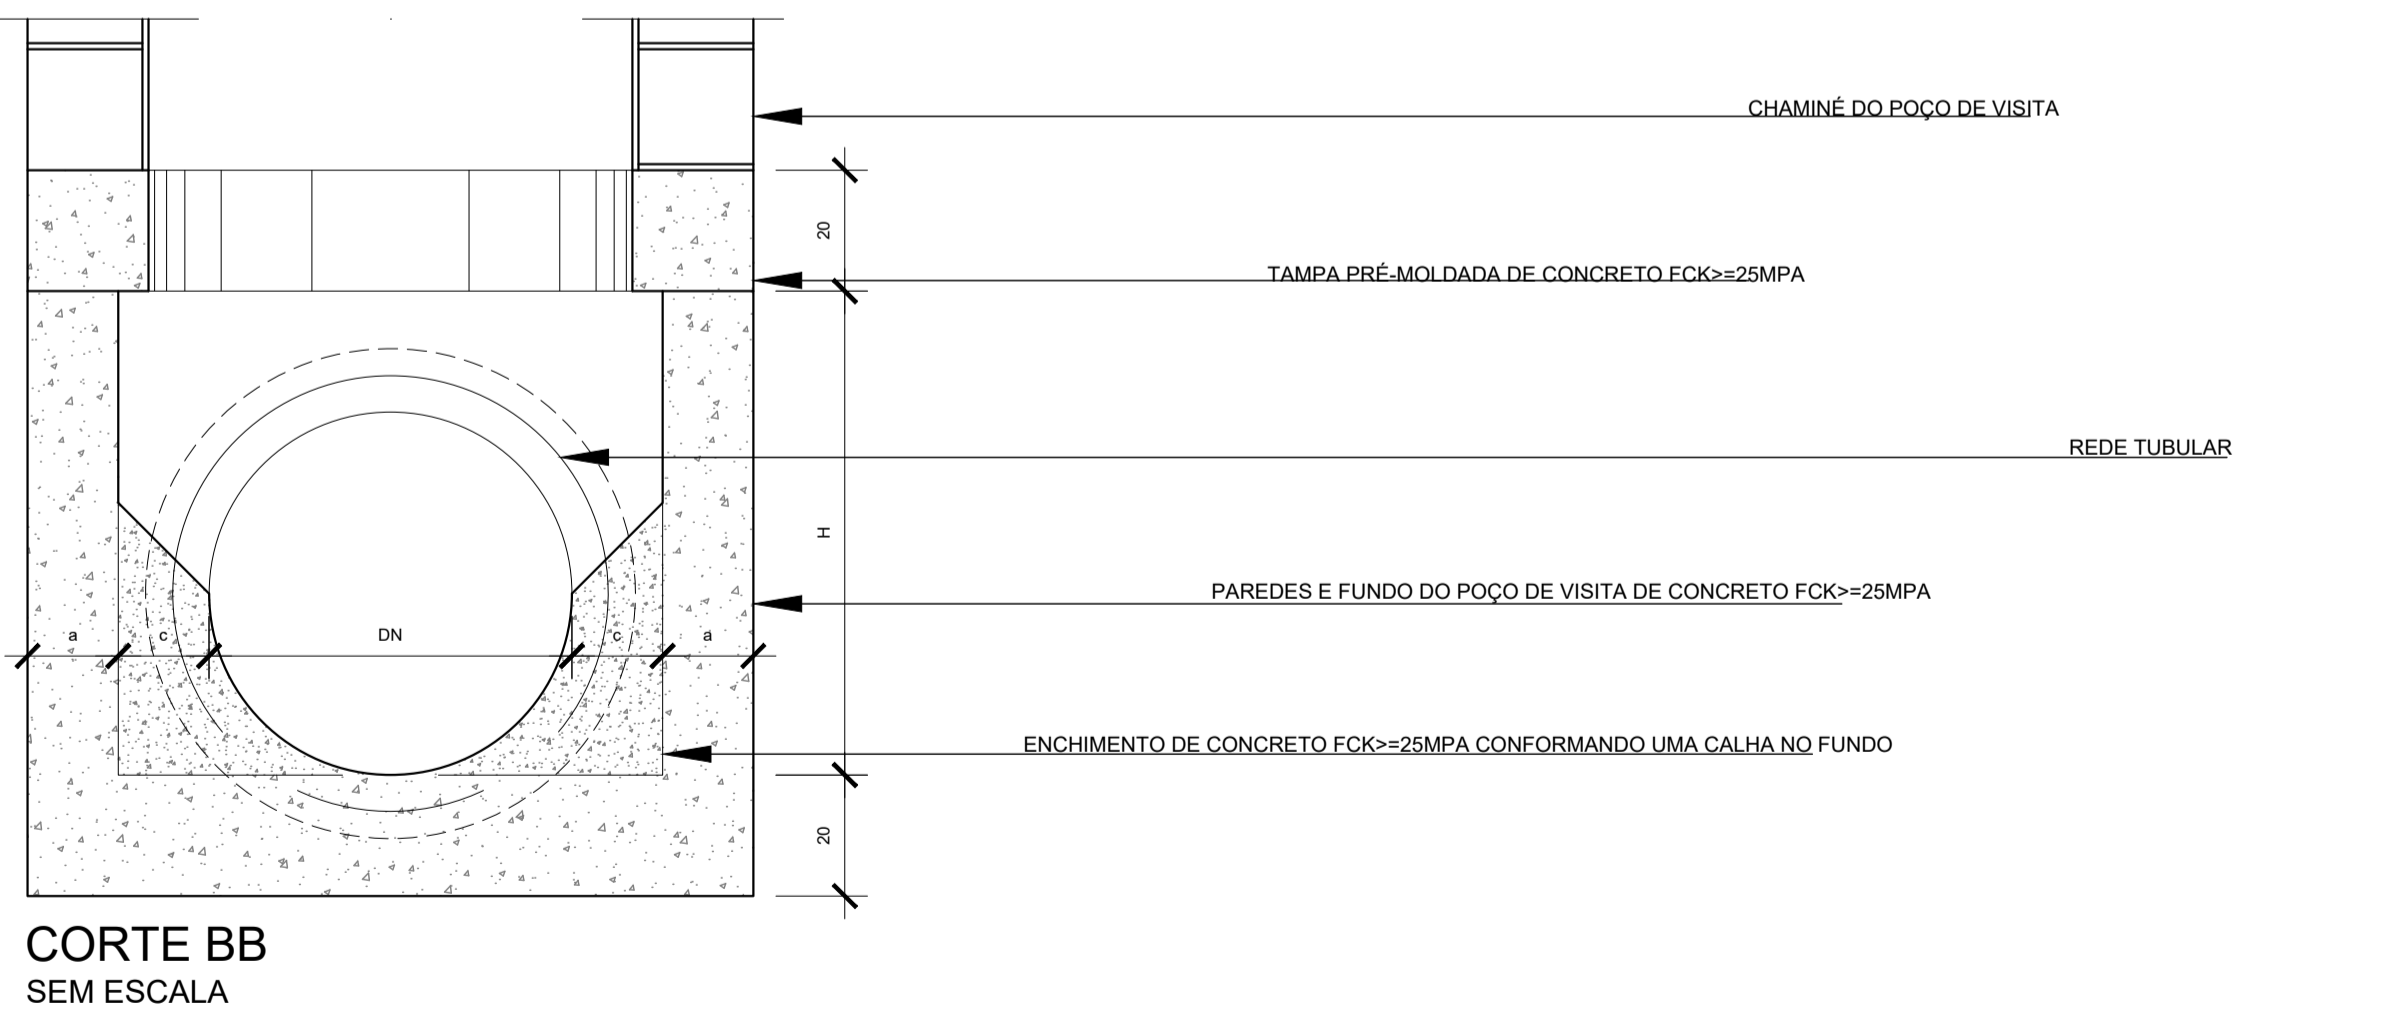 CHAMINÉ DO POÇO DE VISITA
20
TAMPA PRÉ-MOLDADA DE CONCRETO FCK>=25MPA
REDE TUBULAR
H
PAREDES E FUNDO DO POÇO DE VISITA DE CONCRETO FCK>=25MPA
a c DN c a
ENCHIMENTO DE CONCRETO FCK>=25MPA CONFORMANDO UMA CALHA NO FUNDO
20
CORTE BB
SEM ESCALA